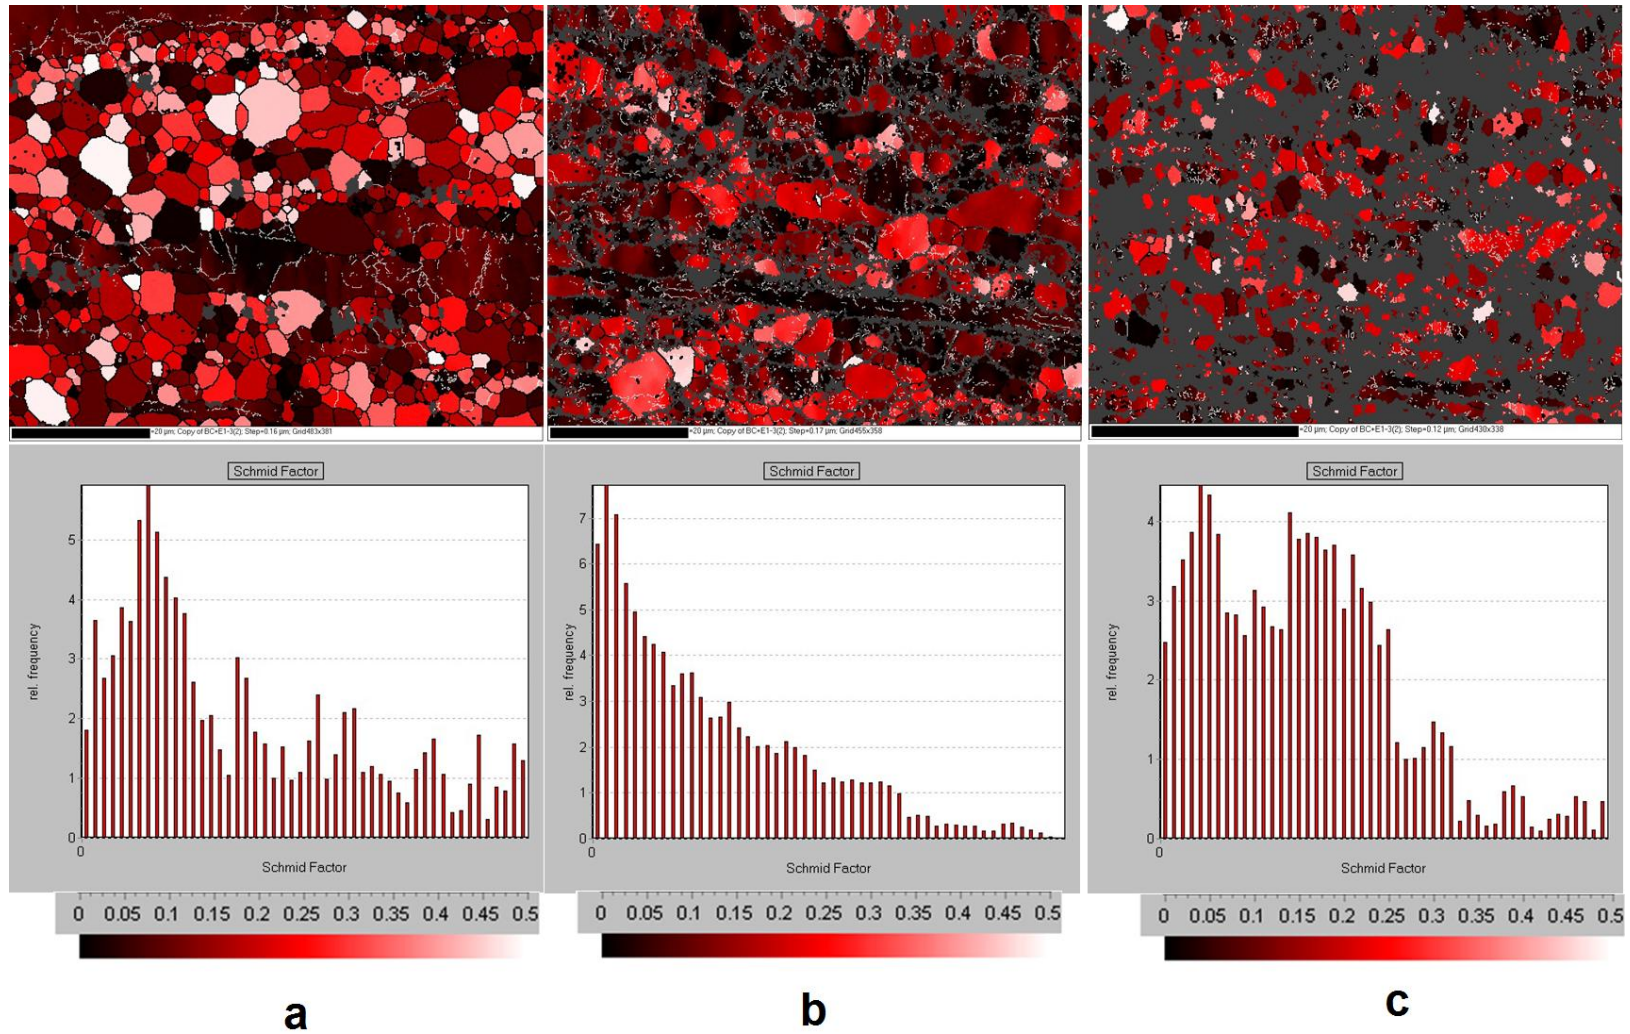 =20 µm; Copy of BC+E1-3(2); Step=0.16 µm; Grid483x381
=20 µm; Copy of BC+E1-3(2); Step=0.17 µm; Grid455x358
=20 µm; Copy of BC+E1-3(2); Step=0.12 µm; Grid430x338
Schmid Factor
5
4
3
2
1
0
0
rel. frequency
Schmid Factor
Schmid Factor
7
6
5
4
3
2
1
0
0
rel. frequency
Schmid Factor
Schmid Factor
4
3
2
1
0
0
rel. frequency
Schmid Factor
0 0.05 0.1 0.15 0.2 0.25 0.3 0.35 0.4 0.45 0.5
0 0.05 0.1 0.15 0.2 0.25 0.3 0.35 0.4 0.45 0.5
0 0.05 0.1 0.15 0.2 0.25 0.3 0.35 0.4 0.45 0.5
a
b
c